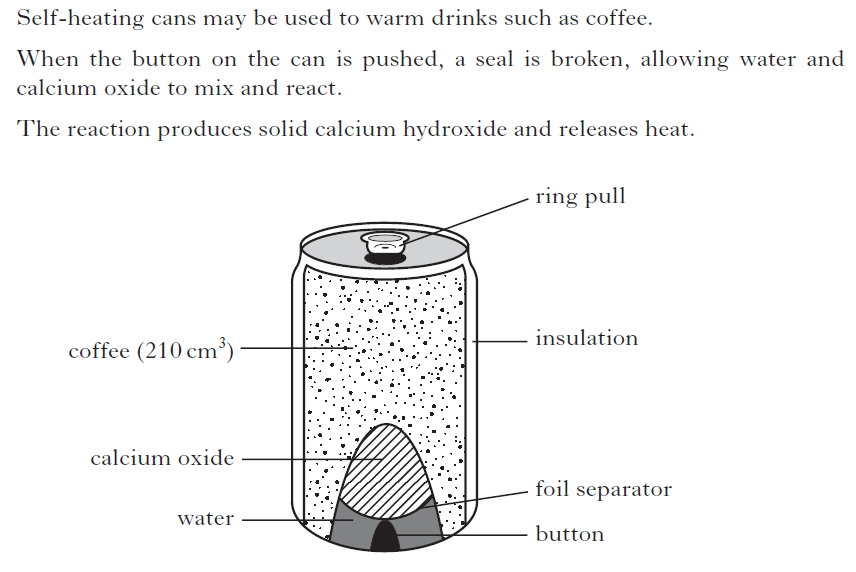 Self-heating cans may be used to warm drinks such as coffee.
When the button on the can is pushed, a seal is broken, allowing water and
calcium oxide to mix and react.
The reaction produces solid calcium hydroxide and releases heat.
ring pull
coffee (210 cm³)
insulation
calcium oxide
foil separator
water
button